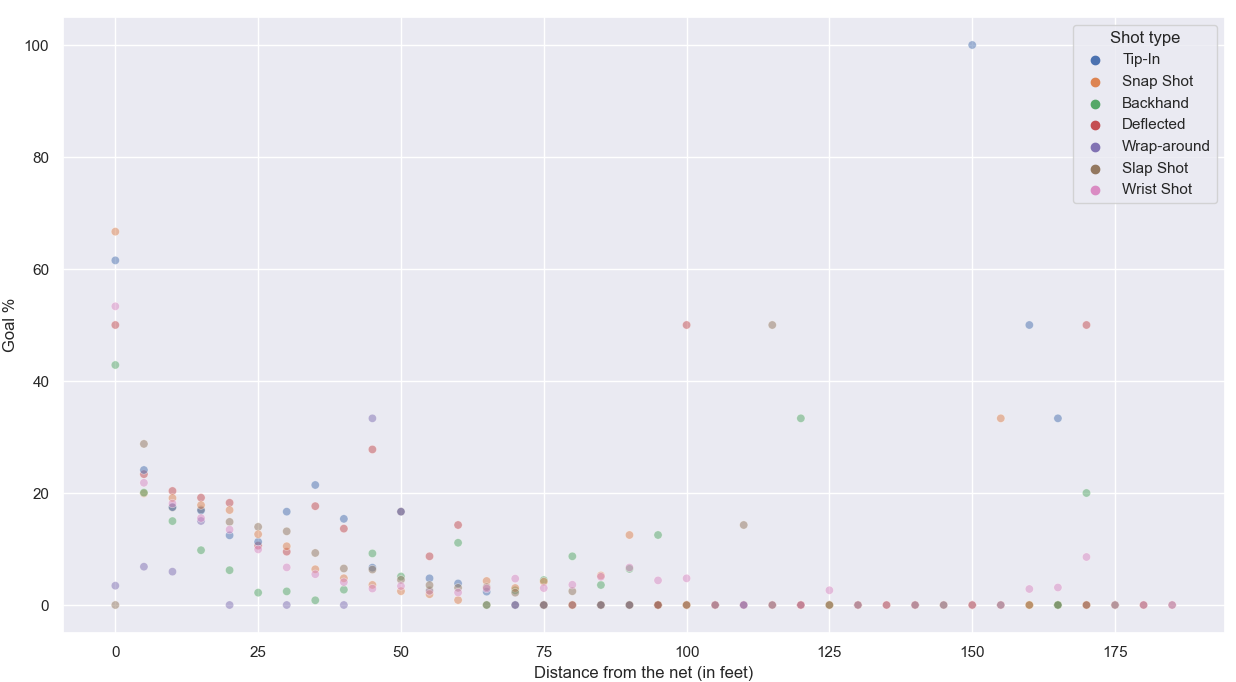 Shot type
Tip-In
Snap Shot
Backhand
Deflected
Wrap-around
Slap Shot
Wrist Shot
Goal %
100
80
60
40
20
0
0 25 50 75 100 125 150 175
Distance from the net (in feet)